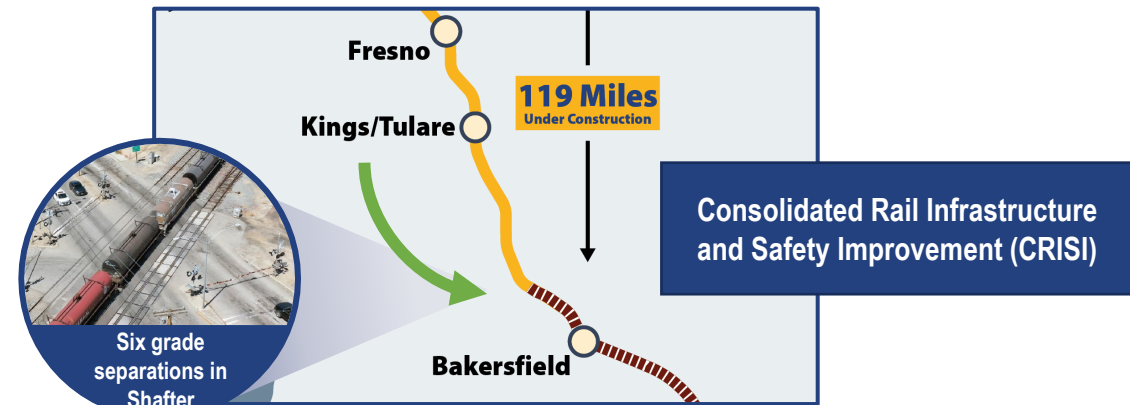 Fresno
119 Miles
Under Construction
Kings/Tulare
Consolidated Rail Infrastructure
and Safety Improvement (CRISI)
Six grade
separations in
Shafter
Bakersfield